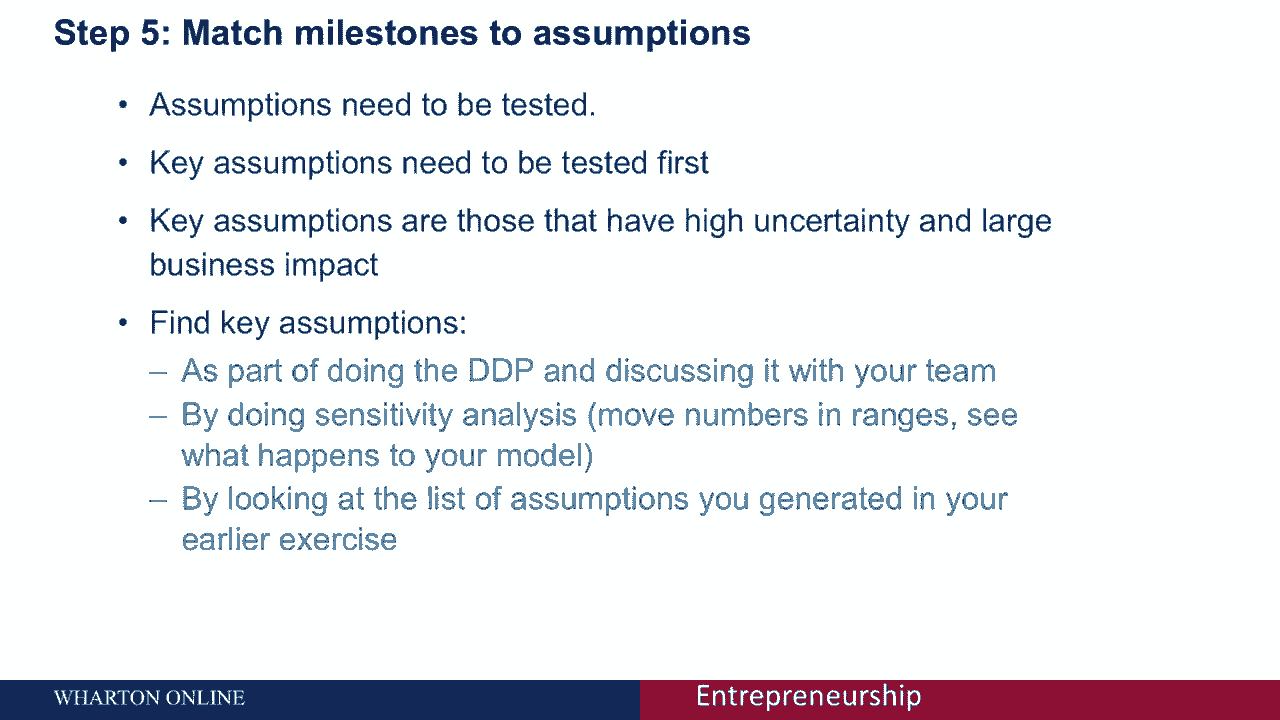 Step 5: Match milestones to assumptions
• Assumptions need to be tested.
• Key assumptions need to be tested first
• Key assumptions are those that have high uncertainty and large
business impact
• Find key assumptions:
– As part of doing the DDP and discussing it with your team
– By doing sensitivity analysis (move numbers in ranges, see
what happens to your model)
– By looking at the list of assumptions you generated in your
earlier exercise
WHARTON ONLINE
Entrepreneurship